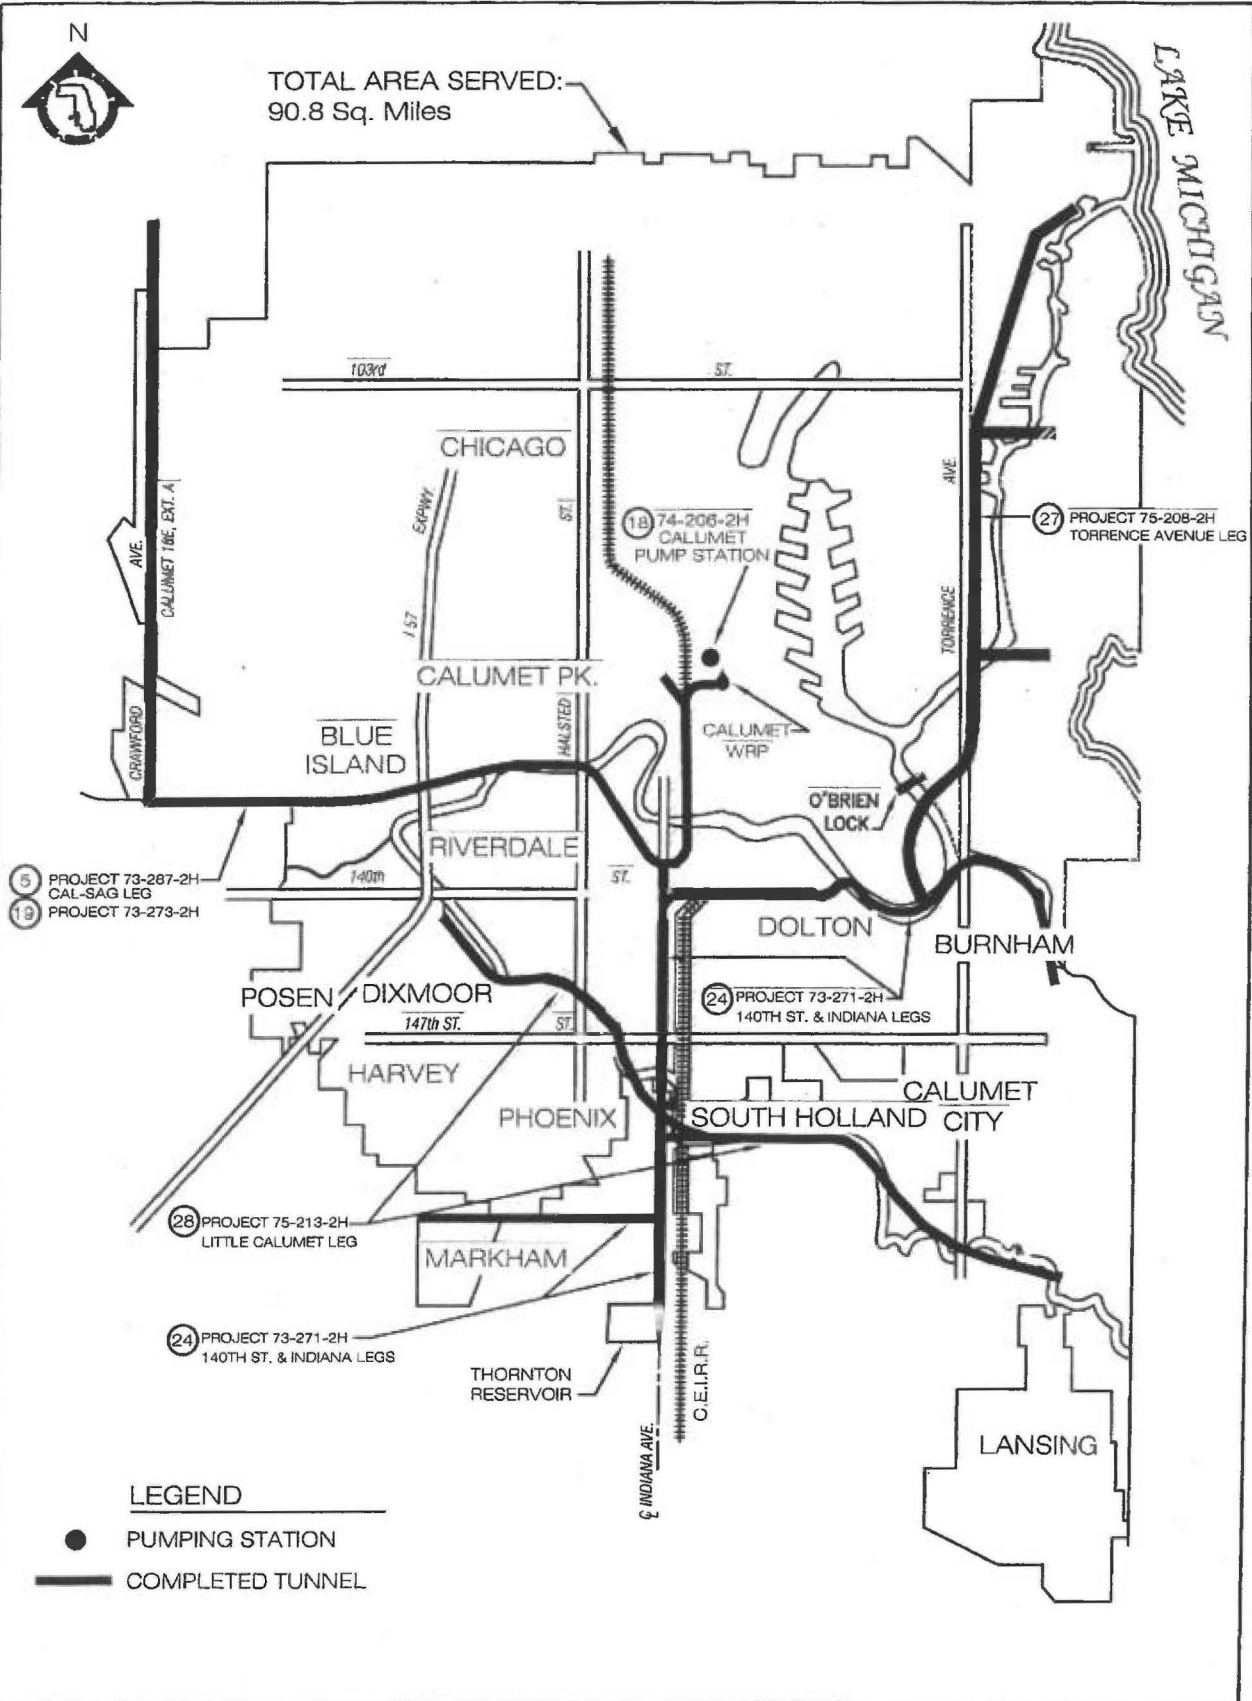 N
TOTAL AREA SERVED:
90.8 Sq. Miles
LAKE MICHIGAN
103rd
ST.
CHICAGO
EXPWY
I 57
ST.
HALSTED
AVE.
CRAWFORD
CALUMET 18E, EXT. A
18 74-206-2H
CALUMET
PUMP STATION
AVE.
TORRENCE
27 PROJECT 75-208-2H
TORRENCE AVENUE LEG
CALUMET PK.
CALUMET
WRP
BLUE
ISLAND
O'BRIEN
LOCK
RIVERDALE
140th
ST.
5 PROJECT 73-287-2H
CAL-SAG LEG
19 PROJECT 73-273-2H
DOLTON
BURNHAM
POSEN
DIXMOOR
24 PROJECT 73-271-2H
140TH ST. & INDIANA LEGS
147th ST.
ST.
HARVEY
PHOENIX
CALUMET
CITY
SOUTH HOLLAND
28 PROJECT 75-213-2H
LITTLE CALUMET LEG
MARKHAM
24 PROJECT 73-271-2H
140TH ST. & INDIANA LEGS
THORNTON
RESERVOIR
C.E.I.R.R.
℄ INDIANA AVE.
LANSING
LEGEND
PUMPING STATION
COMPLETED TUNNEL